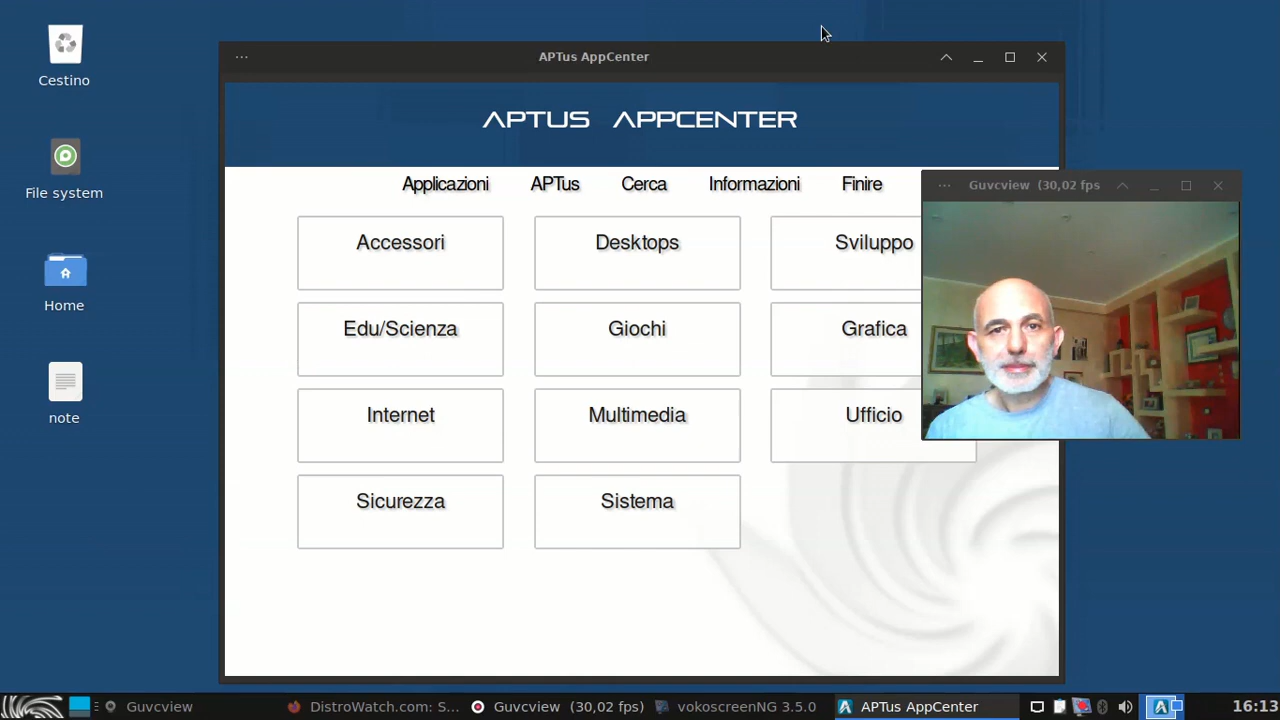 Cestino
File system
Home
note
APTus AppCenter
APTUS APPCENTER
Applicazioni APTus Cerca Informazioni Finire
Accessori Desktops Sviluppo
Edu/Scienza Giochi Grafica
Internet Multimedia Ufficio
Sicurezza Sistema
Guvcview (30,02 fps
Guvcview DistroWatch.com: S... Guvcview (30,02 fps) vokoscreenNG 3.5.0 APTus AppCenter 16:13